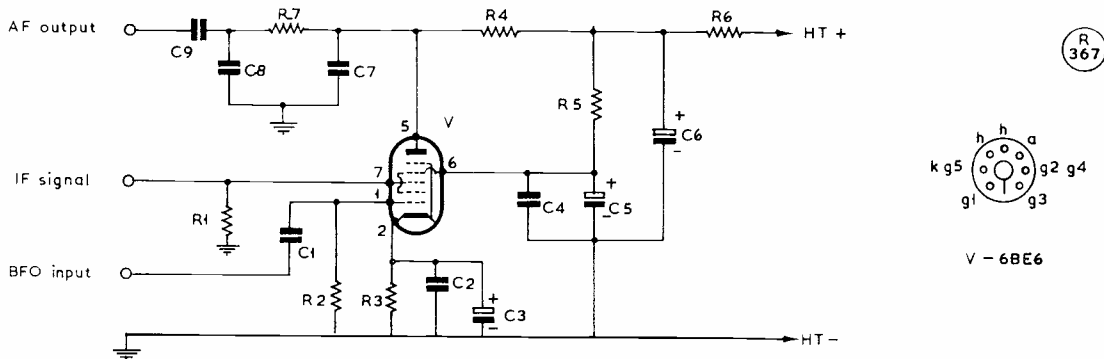 AF output
C9
R7
C8
C7
R4
R6
HT +
R 367
R5
+
C6
-
5
V
6
h h a
k g5 g2 g4
g1 g3
V - 6BE6
IF signal
7
1
2
R1
C1
C4
+
C5
-
BFO input
R2
R3
C2
+
C3
-
HT-